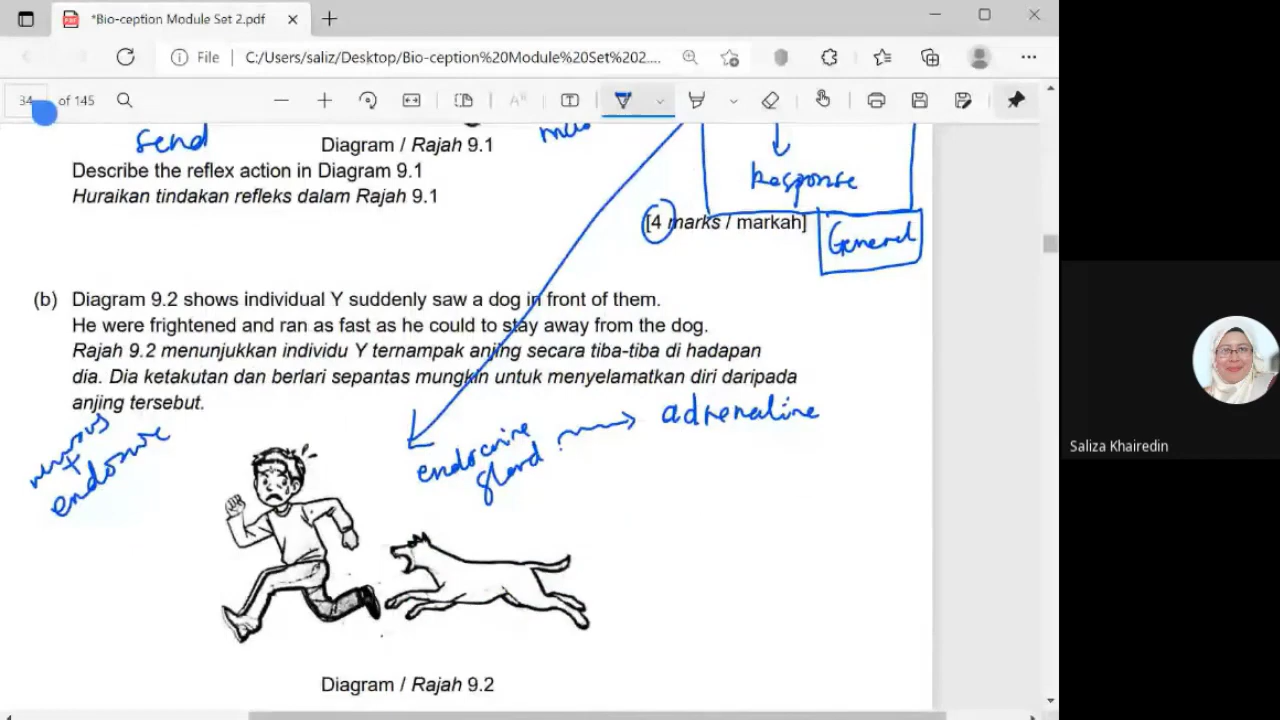 *Bio-ception Module Set 2.pdf
File C:/Users/saliz/Desktop/Bio-ception%20Module%20Set%202....
34 of 145
send
Diagram / Rajah 9.1
Describe the reflex action in Diagram 9.1
Huraikan tindakan refleks dalam Rajah 9.1
Response
[4 marks / markah]
General
(b) Diagram 9.2 shows individual Y suddenly saw a dog in front of them.
He were frightened and ran as fast as he could to stay away from the dog.
Rajah 9.2 menunjukkan individu Y ternampak anjing secara tiba-tiba di hadapan
dia. Dia ketakutan dan berlari sepantas mungkin untuk menyelamatkan diri daripada
anjing tersebut.
nervous
+
endocrine
endocrine
gland
adrenaline
Diagram / Rajah 9.2
Saliza Khairedin